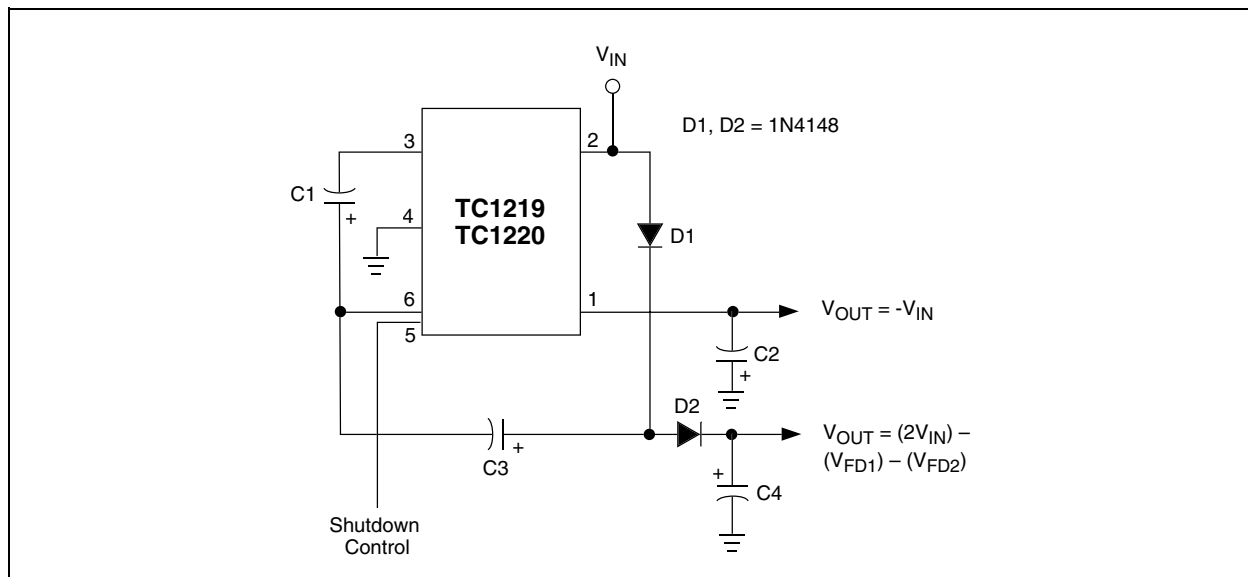 V_IN
D1, D2 = 1N4148
3
2
C1
+
4
TC1219
TC1220
D1
6
1
5
V_OUT = -V_IN
C2
+
D2
C3
+
V_OUT = (2V_IN) –
(V_FD1) – (V_FD2)
+
C4
Shutdown
Control